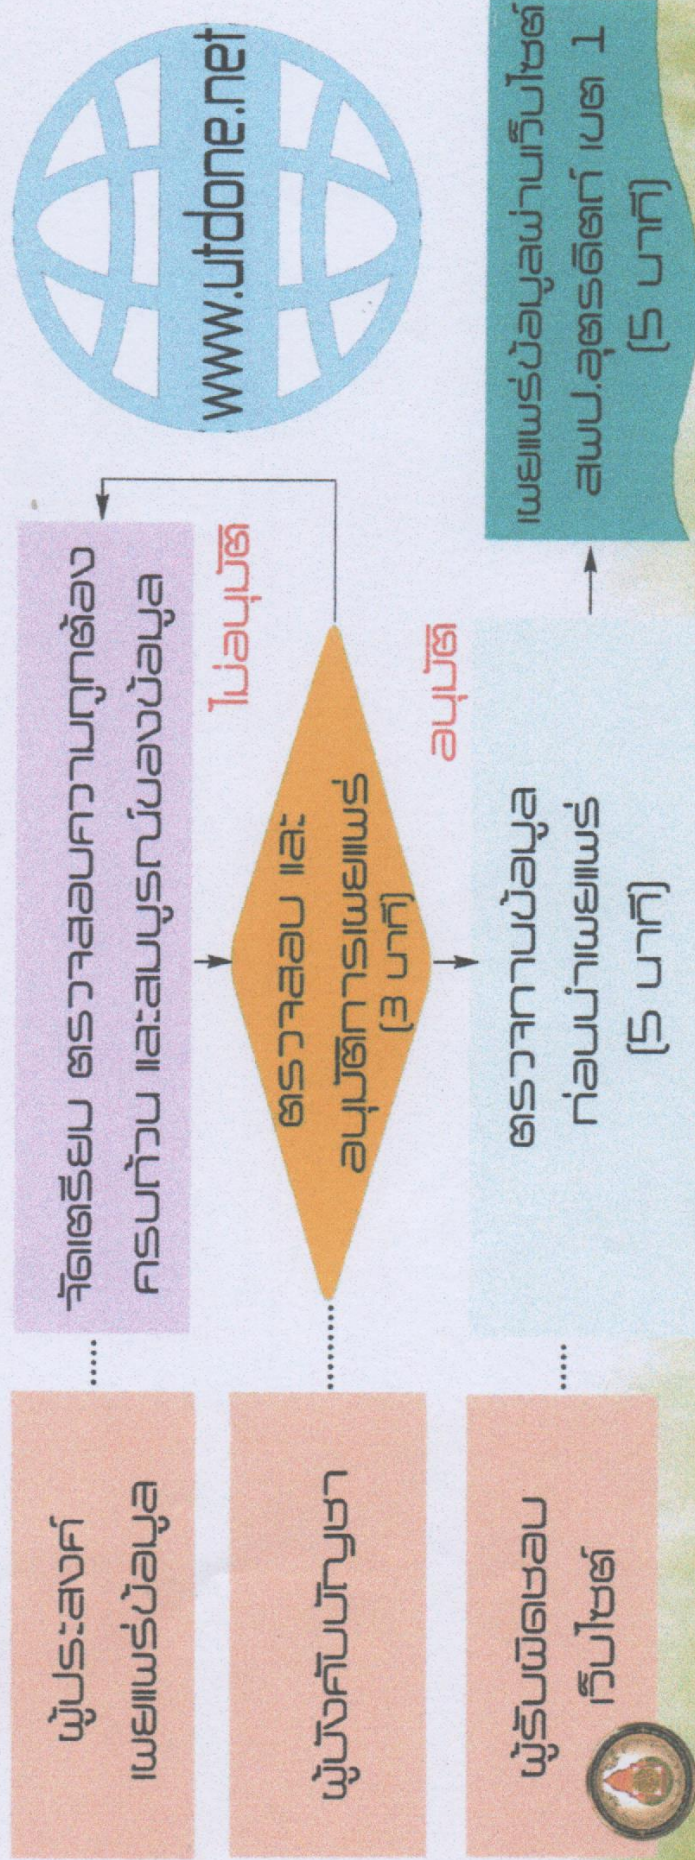 ผู้ประสงค์
เผยแพร่ข้อมูล
จัดเตรียม ตรวจสอบความถูกต้อง
ครบถ้วน และสมบูรณ์ของข้อมูล
www.utdone.net
ไม่อนุมัติ
ผู้บังคับบัญชา
ตรวจสอบ และ
อนุมัติการเผยแพร่
(3 นาที)
อนุมัติ
ผู้รับผิดชอบ
เว็บไซต์
ตรวจทานข้อมูล
ก่อนนำเผยแพร่
(5 นาที)
เผยแพร่ข้อมูลผ่านเว็บไซต์
สพป.อุตรดิตถ์ เขต 1
(5 นาที)